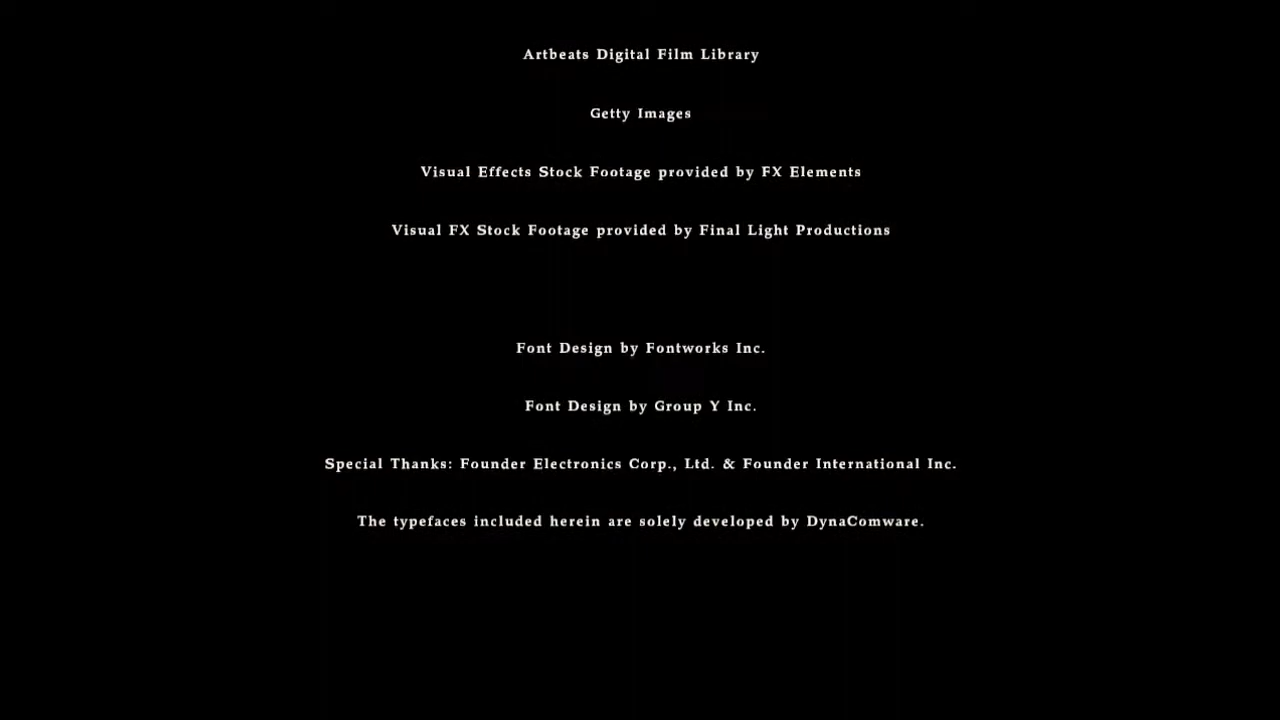 Artbeats Digital Film Library
Getty Images
Visual Effects Stock Footage provided by FX Elements
Visual FX Stock Footage provided by Final Light Productions
Font Design by Fontworks Inc.
Font Design by Group Y Inc.
Special Thanks: Founder Electronics Corp., Ltd. & Founder International Inc.
The typefaces included herein are solely developed by DynaComware.